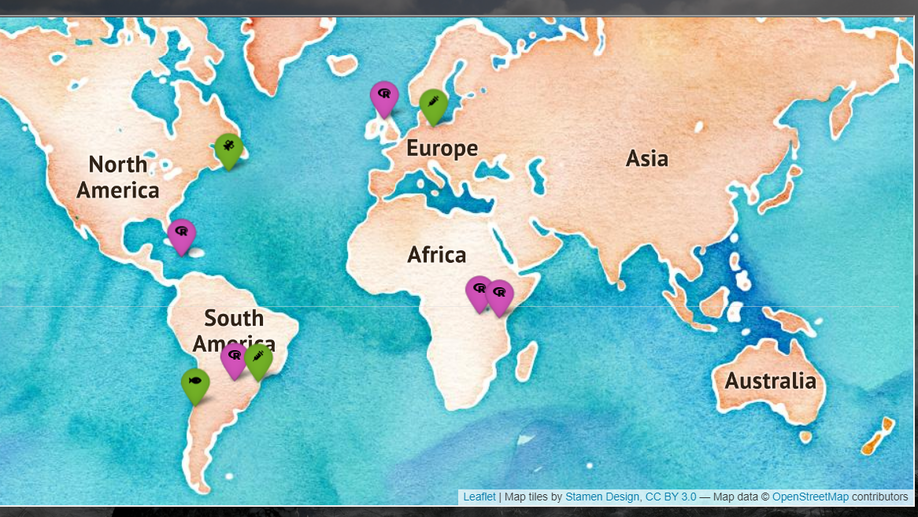 North
America
Europe
Asia
Africa
South
America
Australia
Leaflet | Map tiles by Stamen Design, CC BY 3.0 — Map data © OpenStreetMap contributors
R
R
R
R
R